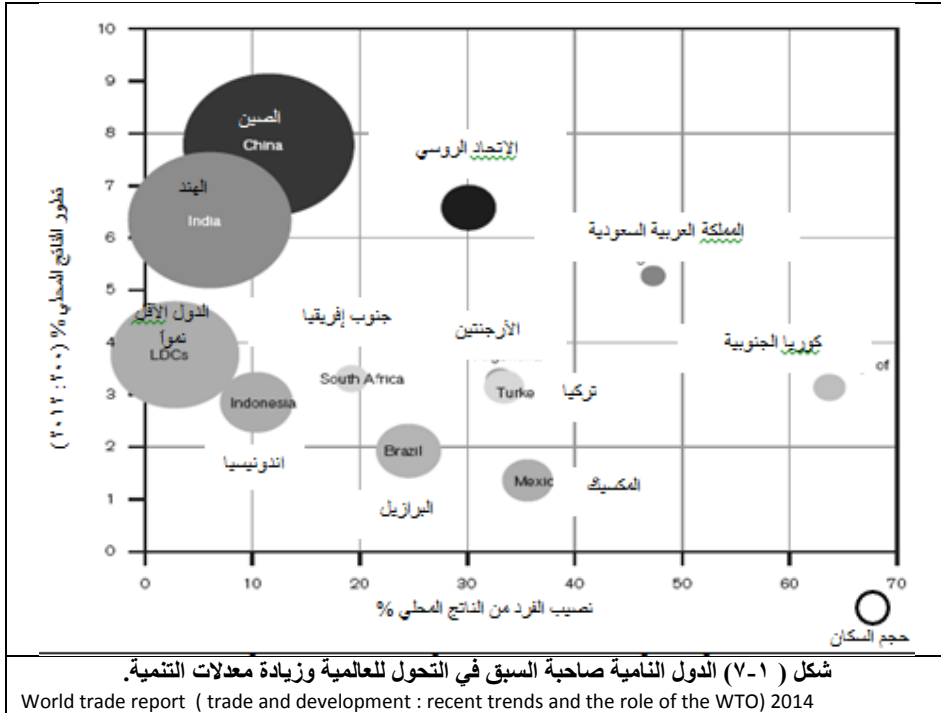 10
9
8
7
6
5
4
3
2
1
0
تطور الناتج المحلي % (٢٠٠ : ٢٠١٢)
الصين
China
الهند
India
الاتحاد الروسي
المملكة العربية السعودية
الدول الاقل
نموا
LDCs
جنوب إفريقيا
South Africa
الأرجنتين
تركيا
Turke
كوريا الجنوبية
of
Indonesia
اندونيسيا
Brazil
البرازيل
Mexic
المكسيك
0 10 20 30 40 50 60 70
نصيب الفرد من الناتج المحلي %
حجم السكان
شكل ( ١-٧) الدول النامية صاحبة السبق في التحول للعالمية وزيادة معدلات التنمية.
World trade report ( trade and development : recent trends and the role of the WTO) 2014